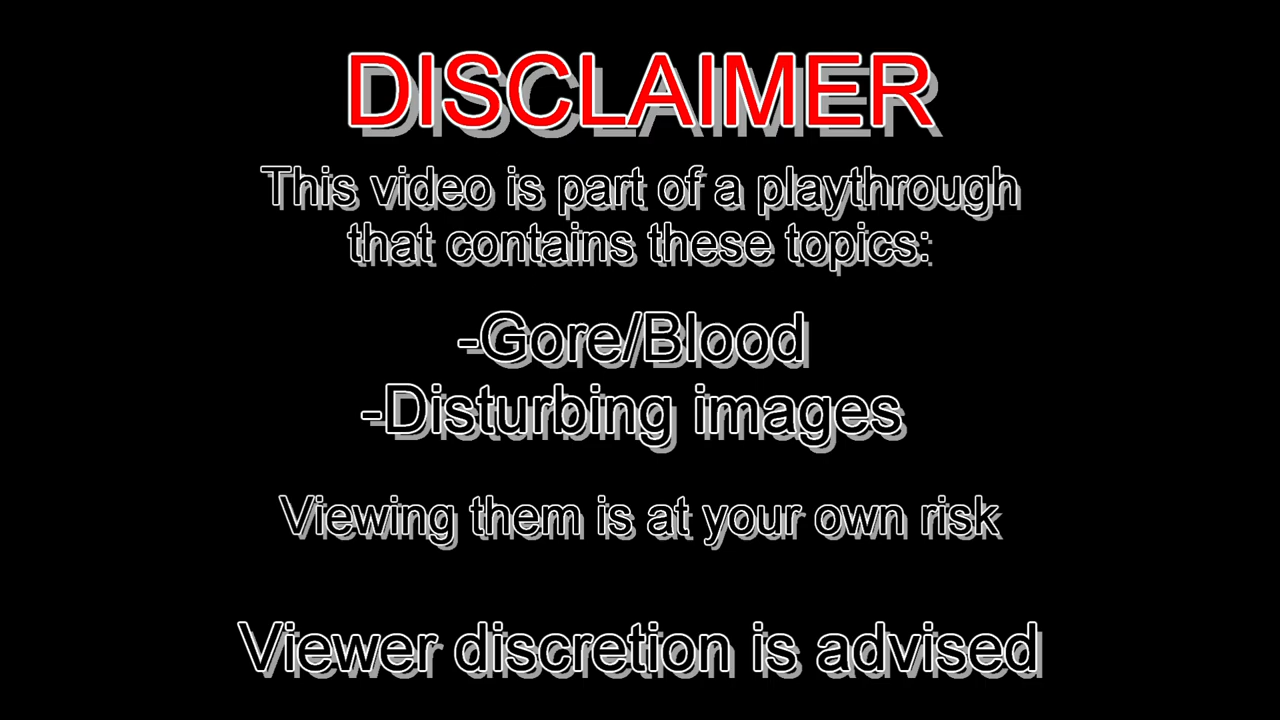 DISCLAIMER
This video is part of a playthrough
that contains these topics:
-Gore/Blood
-Disturbing images
Viewing them is at your own risk
Viewer discretion is advised